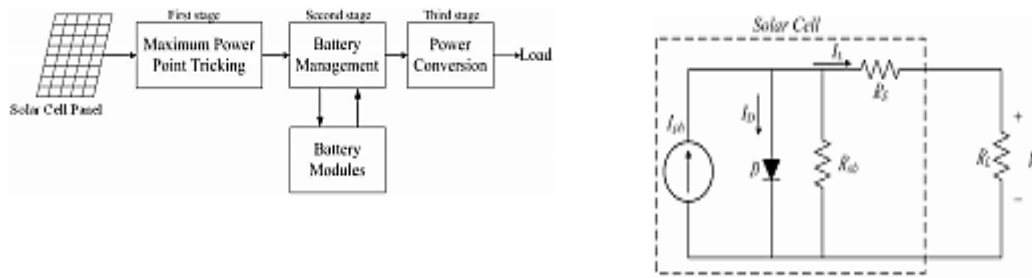 First stage
Second stage
Third stage
Maximum Power
Point Tricking
Battery
Management
Power
Conversion
Load
Solar Cell Panel
Battery
Modules
Solar Cell
I_L
R_S
I_D
I_ph
D
R_sh
R_L
+
−